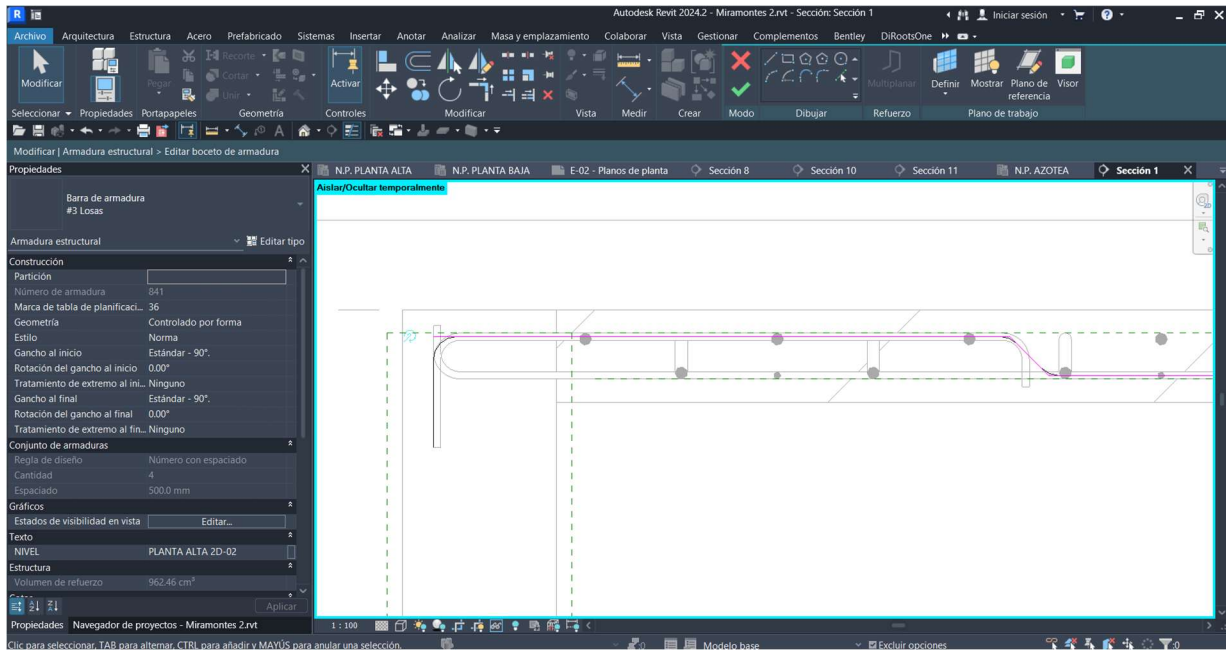 Autodesk Revit 2024.2 - Miramontes 2.rvt - Sección: Sección 1
Iniciar sesión
Archivo Arquitectura Estructura Acero Prefabricado Sistemas Insertar Anotar Analizar Masa y emplazamiento Colaborar Vista Gestionar Complementos Bentley DiRootsOne
Modificar
Pegar
Recorte
Cortar
Unir
Activar
Multiplanar
Definir
Mostrar
Plano de referencia
Visor
Seleccionar Propiedades Portapapeles Geometría Controles Modificar Vista Medir Crear Modo Dibujar Refuerzo Plano de trabajo
Modificar | Armadura estructural > Editar boceto de armadura
Propiedades
N.P. PLANTA ALTA N.P. PLANTA BAJA E-02 - Planos de planta Sección 8 Sección 10 Sección 11 N.P. AZOTEA Sección 1
Aislar/Ocultar temporalmente
Barra de armadura
#3 Losas
Armadura estructural Editar tipo
Construcción
Partición
Número de armadura 841
Marca de tabla de planificaci... 36
Geometría Controlado por forma
Estilo Norma
Gancho al inicio Estándar - 90°.
Rotación del gancho al inicio 0.00°
Tratamiento de extremo al ini... Ninguno
Gancho al final Estándar - 90°.
Rotación del gancho al final 0.00°
Tratamiento de extremo al fin... Ninguno
Conjunto de armaduras
Regla de diseño Número con espaciado
Cantidad 4
Espaciado 500.0 mm
Gráficos
Estados de visibilidad en vista Editar...
Texto
NIVEL PLANTA ALTA 2D-02
Estructura
Volumen de refuerzo 962.46 cm³
Aplicar
Propiedades Navegador de proyectos - Miramontes 2.rvt
1 : 100
Clic para seleccionar, TAB para alternar, CTRL para añadir y MAYÚS para anular una selección.
:0
Modelo base
Excluir opciones
:0